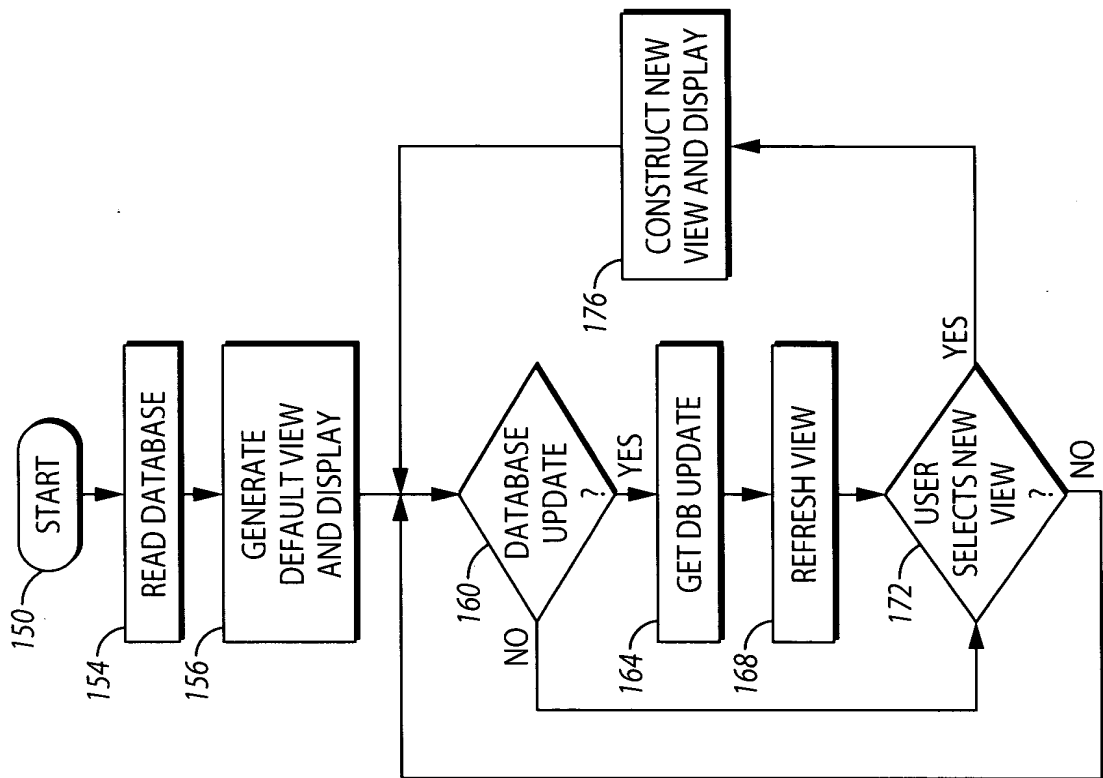 START
150
READ DATABASE
154
GENERATE
DEFAULT VIEW
AND DISPLAY
156
DATABASE
UPDATE
?
160
YES
NO
GET DB UPDATE
164
REFRESH VIEW
168
USER
SELECTS NEW
VIEW
?
172
YES
NO
CONSTRUCT NEW
VIEW AND DISPLAY
176